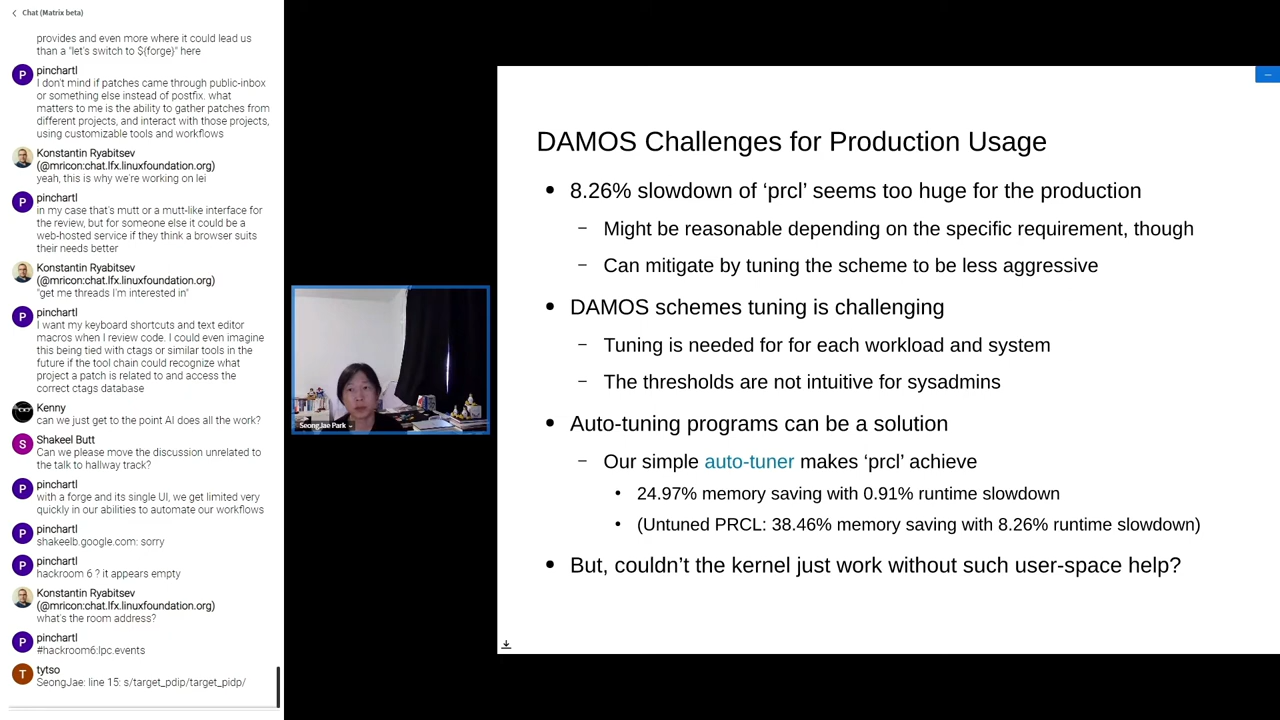 Chat (Matrix beta)
provides and even more where it could lead us
than a "let's switch to ${forge}" here
P
pinchartl
I don't mind if patches came through public-inbox
or something else instead of postfix. what
matters to me is the ability to gather patches from
different projects, and interact with those projects,
using customizable tools and workflows
Konstantin Ryabitsev
(@mricon:chat.lfx.linuxfoundation.org)
yeah, this is why we're working on lei
P
pinchartl
in my case that's mutt or a mutt-like interface for
the review, but for someone else it could be a
web-hosted service if they think a browser suits
their needs better
Konstantin Ryabitsev
(@mricon:chat.lfx.linuxfoundation.org)
"get me threads I'm interested in"
P
pinchartl
I want my keyboard shortcuts and text editor
macros when I review code. I could even imagine
this being tied with ctags or similar tools in the
future if the tool chain could recognize what
project a patch is related to and access the
correct ctags database
Kenny
can we just get to the point AI does all the work?
S
Shakeel Butt
Can we please move the discussion unrelated to
the talk to hallway track?
P
pinchartl
with a forge and its single UI, we get limited very
quickly in our abilities to automate our workflows
P
pinchartl
shakeelb.google.com: sorry
P
pinchartl
hackroom 6 ? it appears empty
Konstantin Ryabitsev
(@mricon:chat.lfx.linuxfoundation.org)
what's the room address?
P
pinchartl
#hackroom6:lpc.events
T
tytso
SeongJae: line 15: s/target_pdip/target_pidp/
SeongJae Park
DAMOS Challenges for Production Usage
• 8.26% slowdown of ‘prcl’ seems too huge for the production
– Might be reasonable depending on the specific requirement, though
– Can mitigate by tuning the scheme to be less aggressive
• DAMOS schemes tuning is challenging
– Tuning is needed for for each workload and system
– The thresholds are not intuitive for sysadmins
• Auto-tuning programs can be a solution
– Our simple auto-tuner makes ‘prcl’ achieve
• 24.97% memory saving with 0.91% runtime slowdown
• (Untuned PRCL: 38.46% memory saving with 8.26% runtime slowdown)
• But, couldn’t the kernel just work without such user-space help?